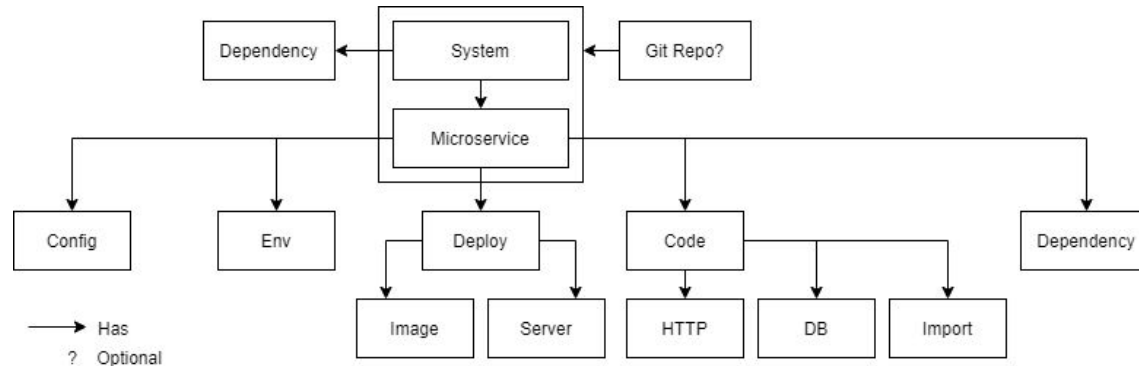 Dependency
System
Git Repo?
Microservice
Config
Env
Deploy
Code
Dependency
Image
Server
HTTP
DB
Import
Has
? Optional